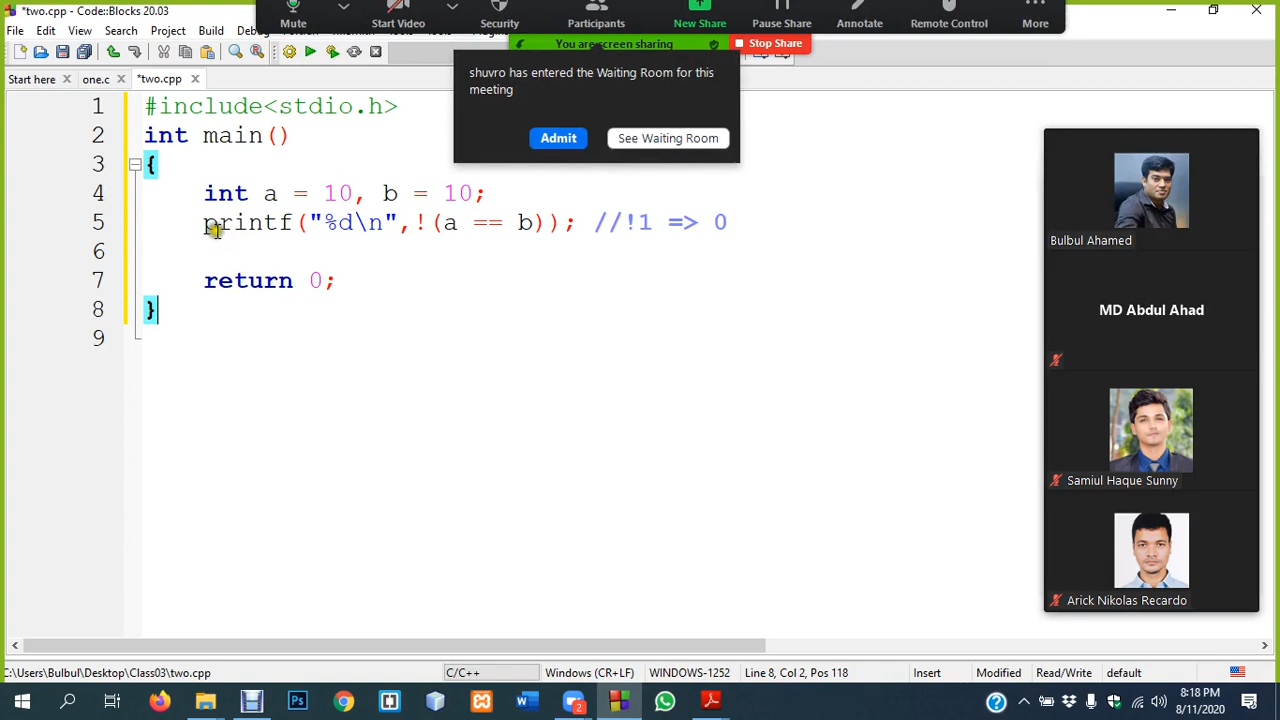 *two.cpp - Code::Blocks 20.03
Mute
Start Video
Security
Participants
New Share
Pause Share
Annotate
Remote Control
More
File Edit View Search Project Build
You are screen sharing
Stop Share
shuvro has entered the Waiting Room for this
meeting
Admit
See Waiting Room
Start here
one.c
*two.cpp
1 #include<stdio.h>
2 int main()
3 {
4 int a = 10, b = 10;
5 printf("%d\n",!(a == b)); //!1 => 0
6
7 return 0;
8 }
9
Bulbul Ahamed
MD Abdul Ahad
Samiul Haque Sunny
Arick Nikolas Recardo
C:\Users\Bulbul\Desktop\Class03\two.cpp
C/C++
Windows (CR+LF)
WINDOWS-1252
Line 8, Col 2, Pos 118
Insert
Modified
Read/Write
default
Ps
W
2
8:18 PM
8/11/2020